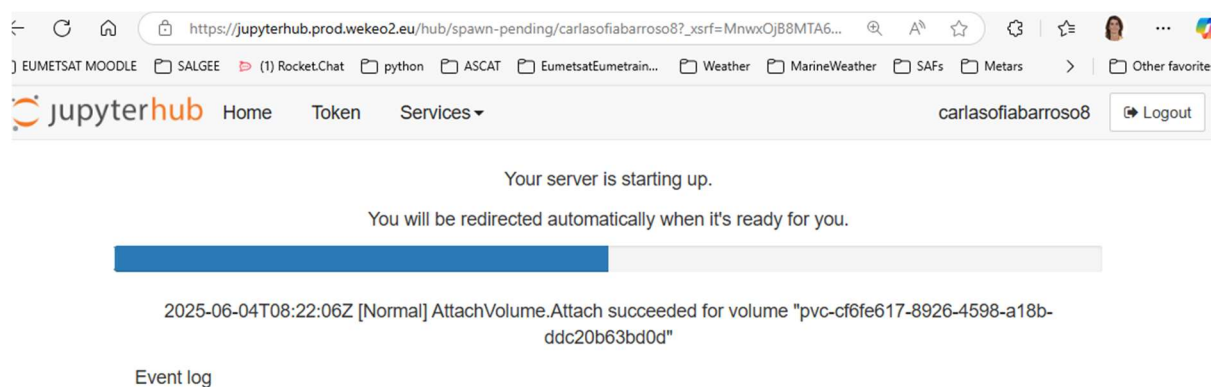 https://jupyterhub.prod.wekeo2.eu/hub/spawn-pending/carlasofiabarroso8?_xsrf=MnwxOjB8MTA6...
EUMETSAT MOODLE SALGEE (1) Rocket.Chat python ASCAT EumetsatEumetrain... Weather MarineWeather SAFs Metars Other favorite
jupyterhub Home Token Services carlasofiabarroso8 Logout
Your server is starting up.
You will be redirected automatically when it's ready for you.
2025-06-04T08:22:06Z [Normal] AttachVolume.Attach succeeded for volume "pvc-cf6fe617-8926-4598-a18b-
ddc20b63bd0d"
Event log